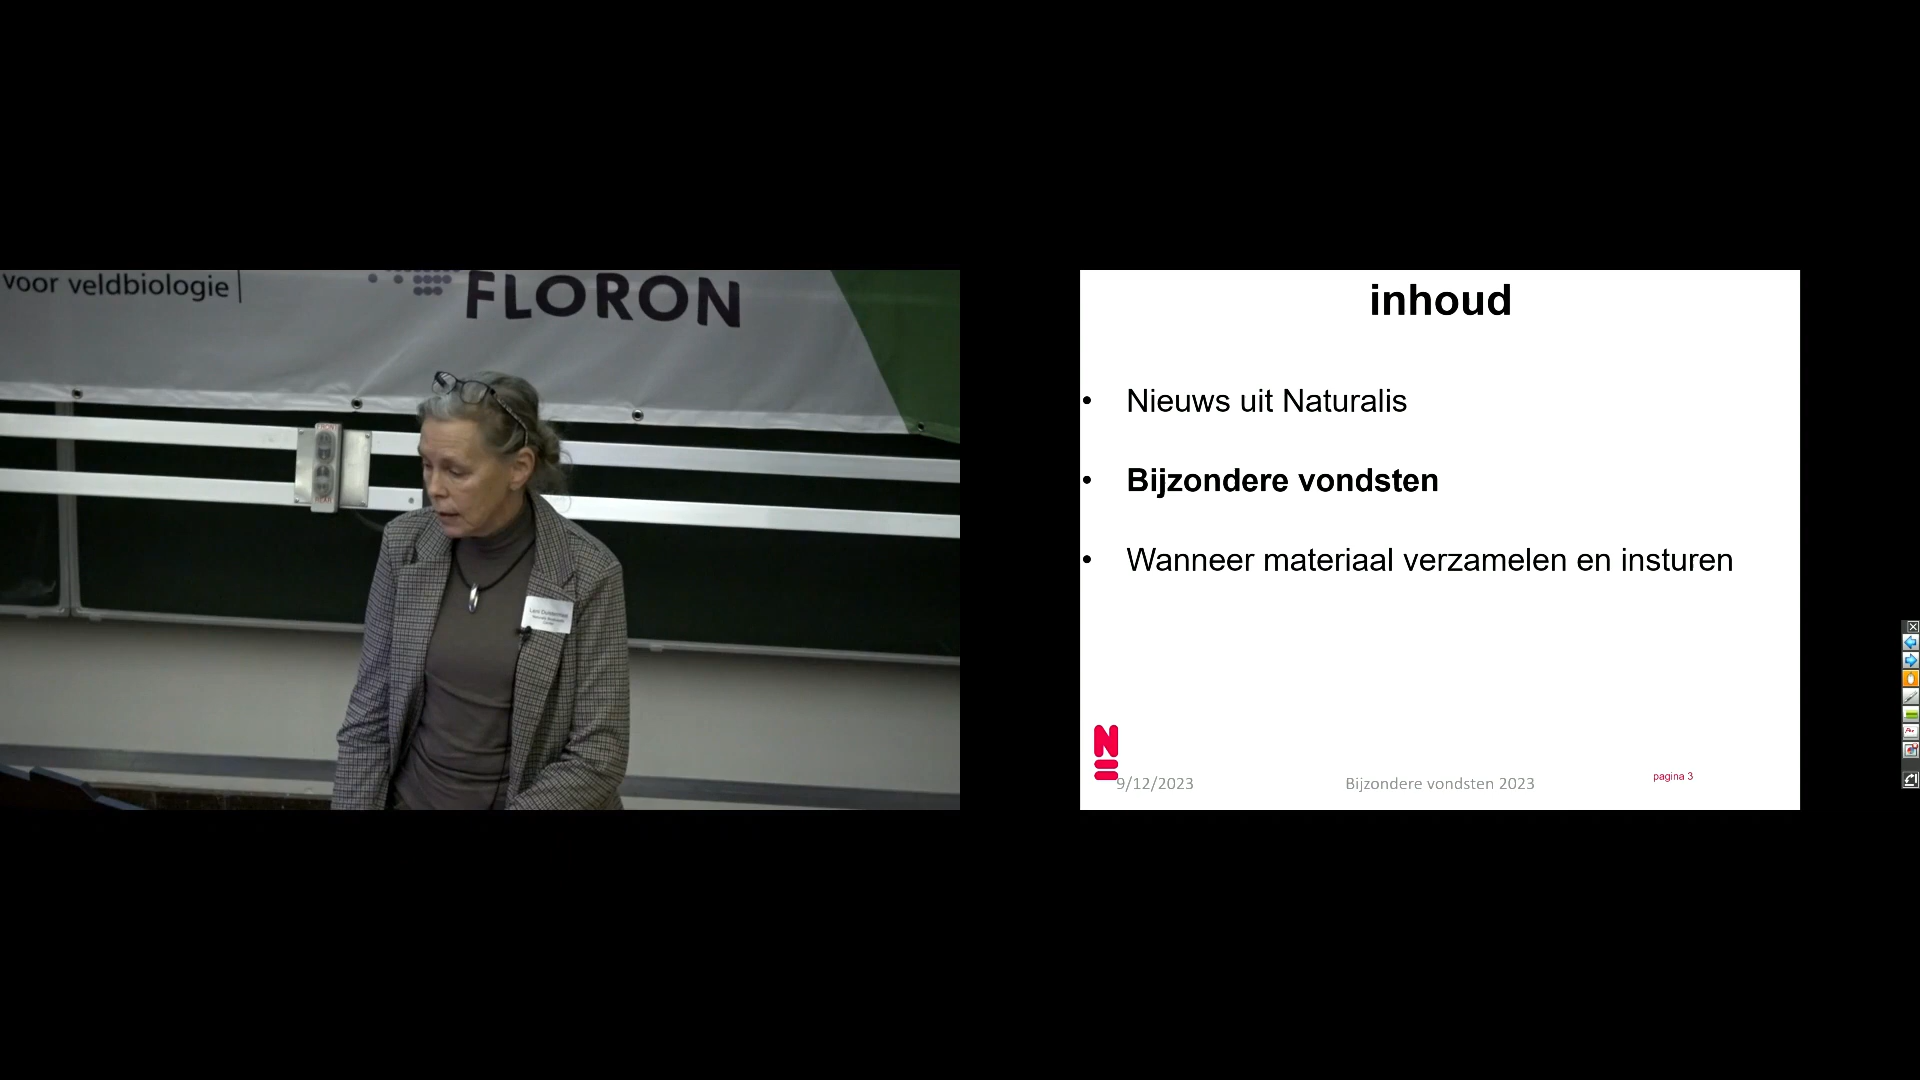 voor veldbiologie
FLORON
inhoud
• Nieuws uit Naturalis
• Bijzondere vondsten
• Wanneer materiaal verzamelen en insturen
N
9/12/2023
Bijzondere vondsten 2023
pagina 3